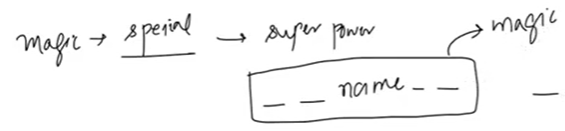 magic → special → super power → magic
_ _ name _ _ _